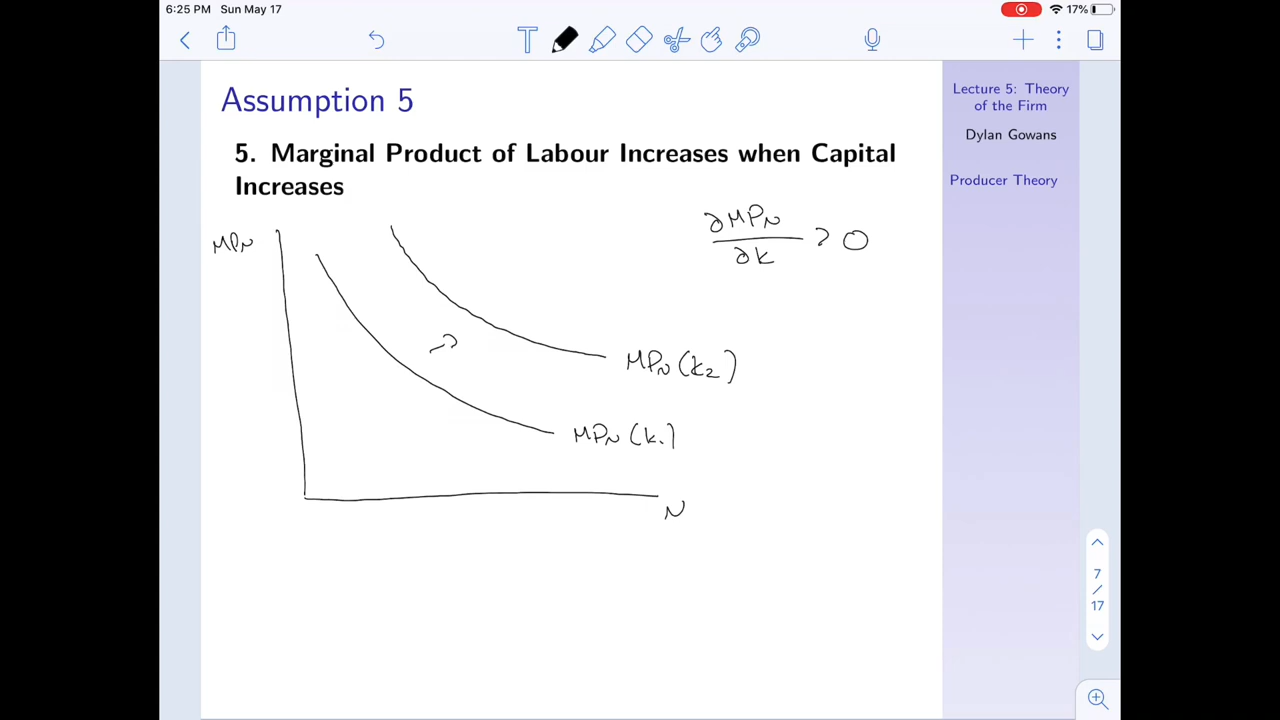 6:25 PM Sun May 17
17%
Assumption 5
5. Marginal Product of Labour Increases when Capital
Increases
MPN
∂MPN
∂k
> 0
MPN (k2)
MPN (k1)
N
Lecture 5: Theory
of the Firm
Dylan Gowans
Producer Theory
7
/
17